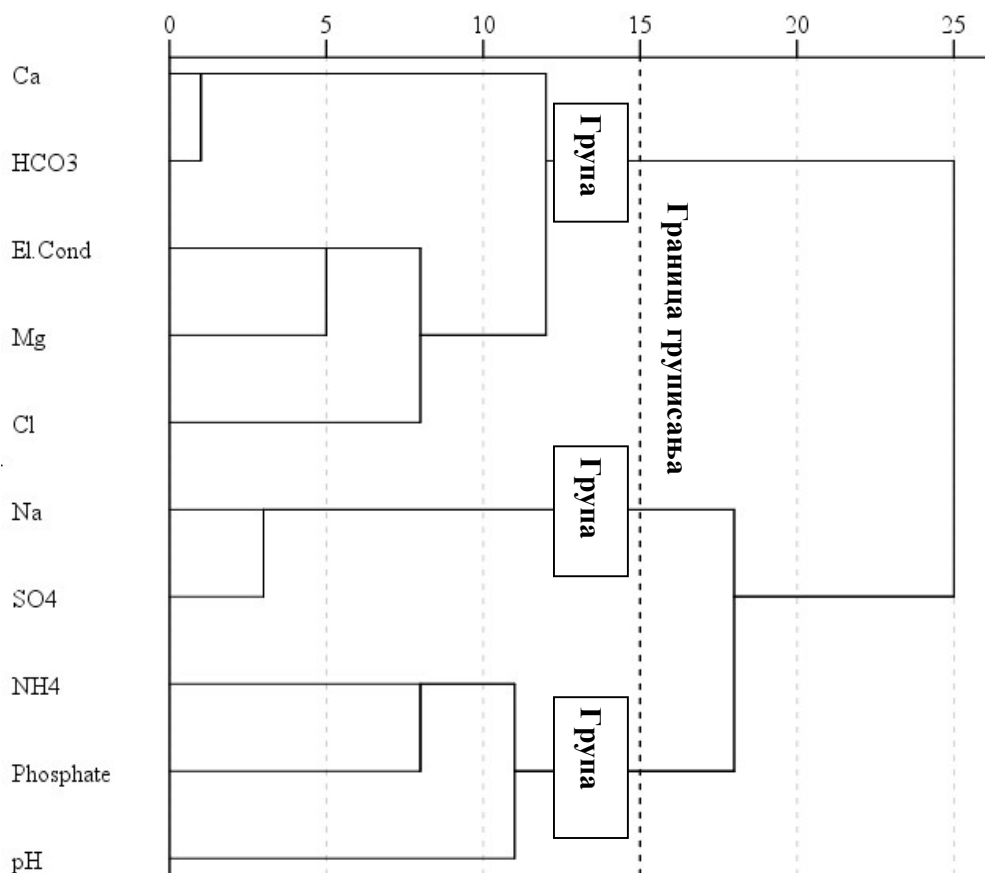 0 5 10 15 20 25
Ca
HCO3
El.Cond
Mg
Cl
Na
SO4
NH4
Phosphate
pH
Група
Граница груписања
Група
Група